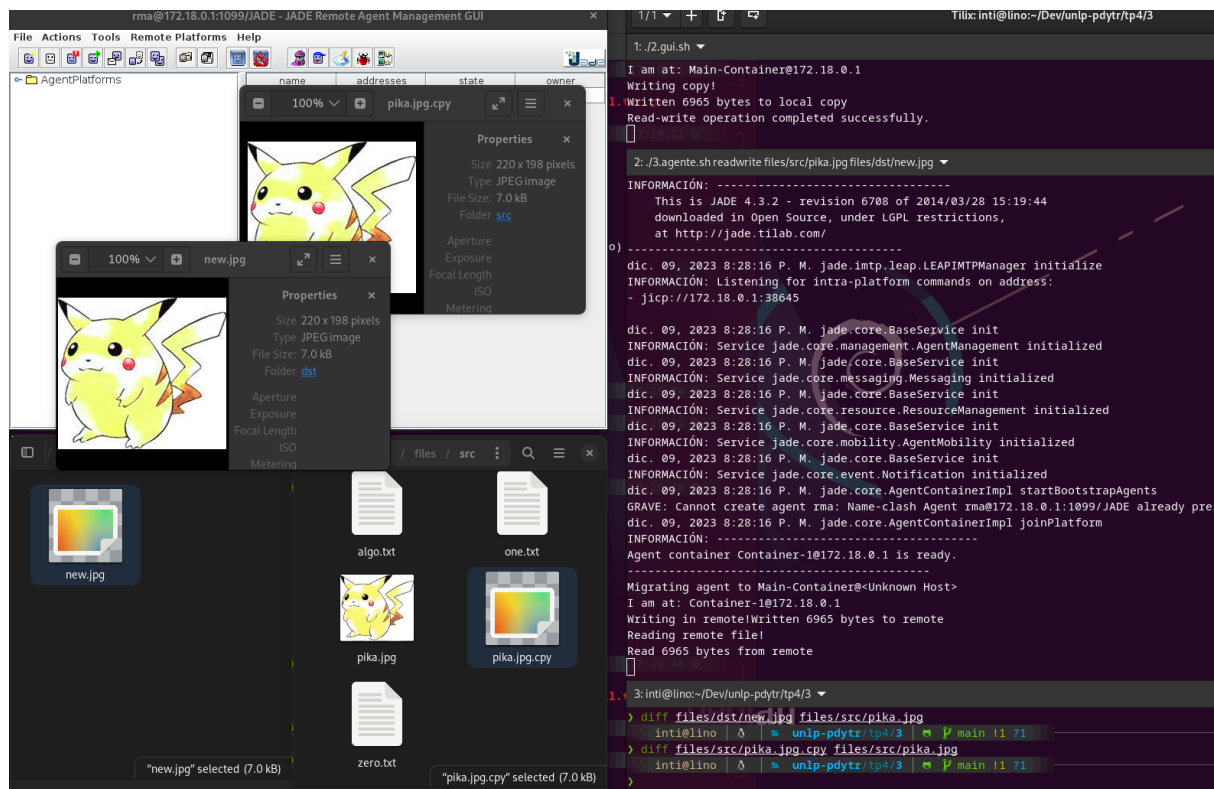 rma@172.18.0.1:1099/JADE - JADE Remote Agent Management GUI
File Actions Tools Remote Platforms Help
AgentPlatforms
name addresses state owner
100% pika.jpg.cpy
Properties
Size 220 x 198 pixels
Type JPEG image
File Size: 7.0 kB
Folder src
Aperture
Exposure
Focal Length
ISO
Metering
100% new.jpg
Properties
Size 220 x 198 pixels
Type JPEG image
File Size: 7.0 kB
Folder dst
Aperture
Exposure
Focal Length
ISO
Metering
/ files / src
new.jpg
"new.jpg" selected (7.0 kB)
algo.txt
one.txt
pika.jpg
pika.jpg.cpy
zero.txt
"pika.jpg.cpy" selected (7.0 kB)
1/1
Tilix: inti@lino:~/Dev/unlp-pdytr/tp4/3
1: ./2.gui.sh
I am at: Main-Container@172.18.0.1
Writing copy!
Written 6965 bytes to local copy
Read-write operation completed successfully.
17:19:22
2: ./3.agente.sh readwrite files/src/pika.jpg files/dst/new.jpg
INFORMACIÓN: ----------------------------------
This is JADE 4.3.2 - revision 6708 of 2014/03/28 15:19:44
downloaded in Open Source, under LGPL restrictions,
at http://jade.tilab.com/
----------------------------------------
dic. 09, 2023 8:28:16 P. M. jade.imtp.leap.LEAPIMTPManager initialize
INFORMACIÓN: Listening for intra-platform commands on address:
- jicp://172.18.0.1:38645
dic. 09, 2023 8:28:16 P. M. jade.core.BaseService init
INFORMACIÓN: Service jade.core.management.AgentManagement initialized
dic. 09, 2023 8:28:16 P. M. jade.core.BaseService init
INFORMACIÓN: Service jade.core.messaging.Messaging initialized
dic. 09, 2023 8:28:16 P. M. jade.core.BaseService init
INFORMACIÓN: Service jade.core.resource.ResourceManagement initialized
dic. 09, 2023 8:28:16 P. M. jade.core.BaseService init
INFORMACIÓN: Service jade.core.mobility.AgentMobility initialized
dic. 09, 2023 8:28:16 P. M. jade.core.BaseService init
INFORMACIÓN: Service jade.core.event.Notification initialized
dic. 09, 2023 8:28:16 P. M. jade.core.AgentContainerImpl startBootstrapAgents
GRAVE: Cannot create agent rma: Name-clash Agent rma@172.18.0.1:1099/JADE already pre
dic. 09, 2023 8:28:16 P. M. jade.core.AgentContainerImpl joinPlatform
INFORMACIÓN: --------------------------------------
Agent container Container-1@172.18.0.1 is ready.
--------------------------------------------
Migrating agent to Main-Container@<Unknown Host>
I am at: Container-1@172.18.0.1
Writing in remote!Written 6965 bytes to remote
Reading remote file!
Read 6965 bytes from remote
17:19:46
3: inti@lino:~/Dev/unlp-pdytr/tp4/3
❯ diff files/dst/new.jpg files/src/pika.jpg
inti@lino unlp-pdytr/tp4/3 main !1 ?1
❯ diff files/src/pika.jpg.cpy files/src/pika.jpg
inti@lino unlp-pdytr/tp4/3 main !1 ?1
❯